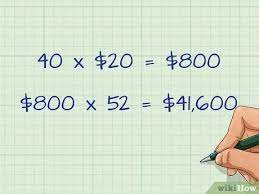 40 x $20 = $800
$800 x 52 = $41,600
wikiHow